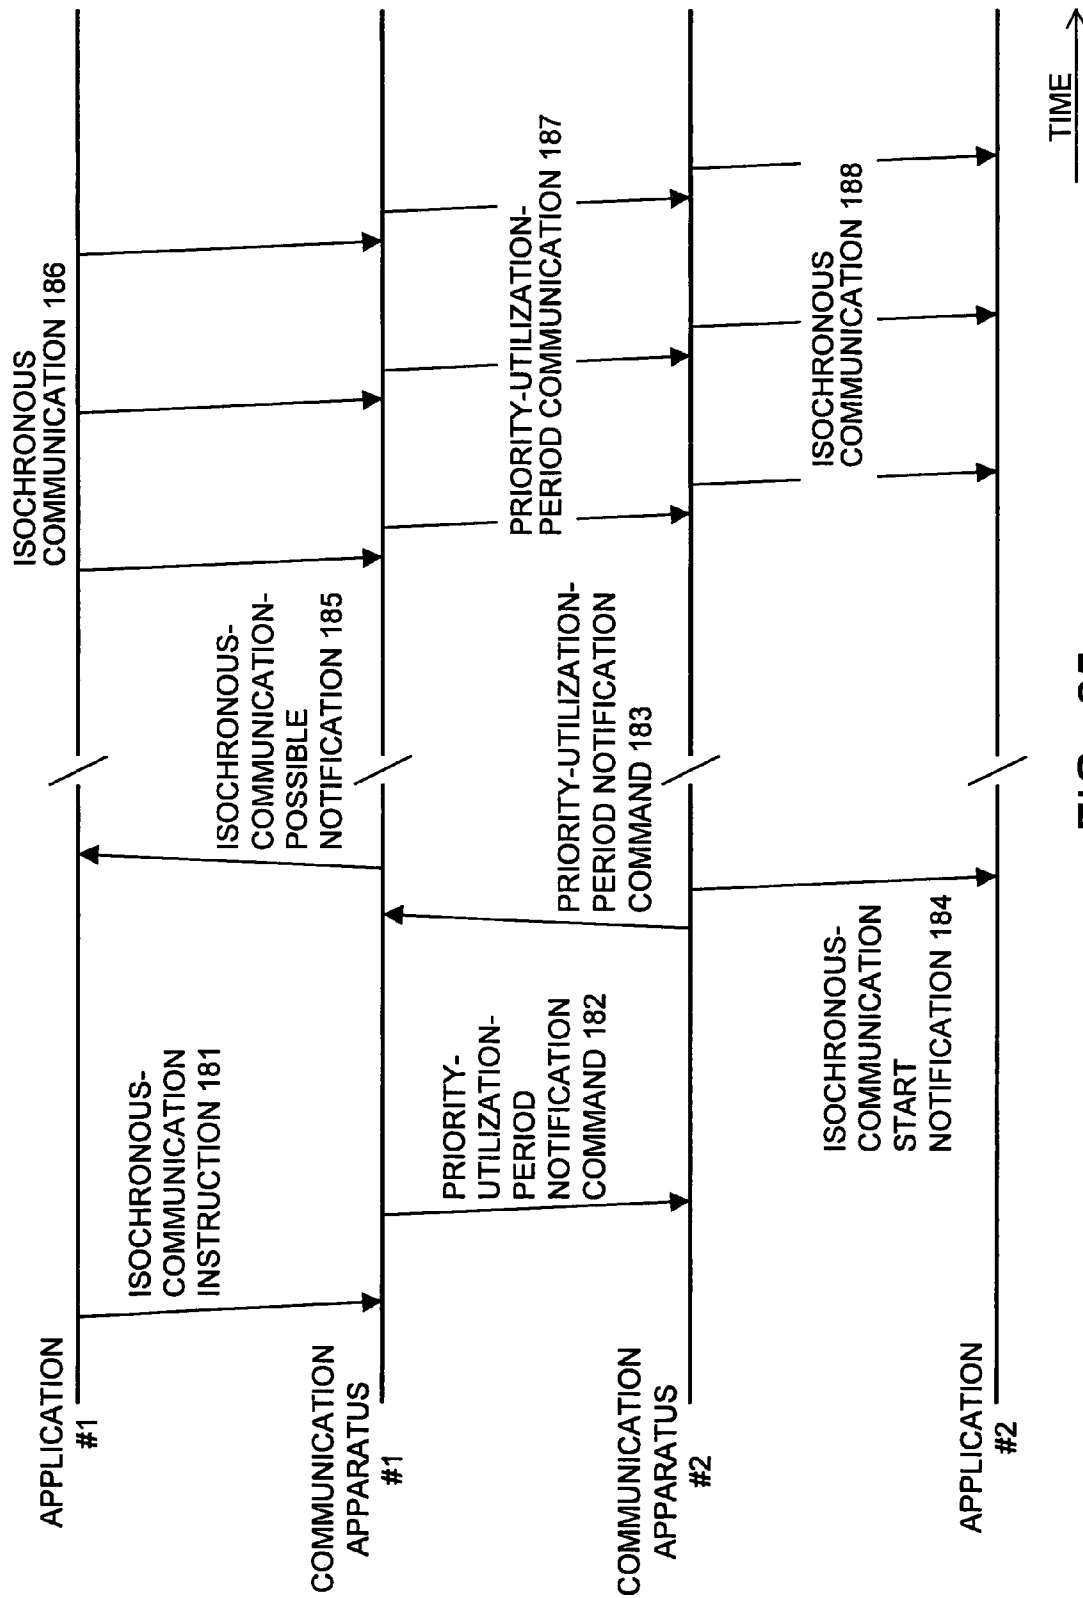 APPLICATION
#1
COMMUNICATION
APPARATUS
#1
COMMUNICATION
APPARATUS
#2
APPLICATION
#2
ISOCHRONOUS-
COMMUNICATION
INSTRUCTION 181
PRIORITY-
UTILIZATION-
PERIOD
NOTIFICATION
COMMAND 182
PRIORITY-UTILIZATION-
PERIOD NOTIFICATION
COMMAND 183
ISOCHRONOUS-
COMMUNICATION
START
NOTIFICATION 184
ISOCHRONOUS-
COMMUNICATION-
POSSIBLE
NOTIFICATION 185
ISOCHRONOUS
COMMUNICATION 186
PRIORITY-UTILIZATION-
PERIOD COMMUNICATION 187
ISOCHRONOUS
COMMUNICATION 188
TIME